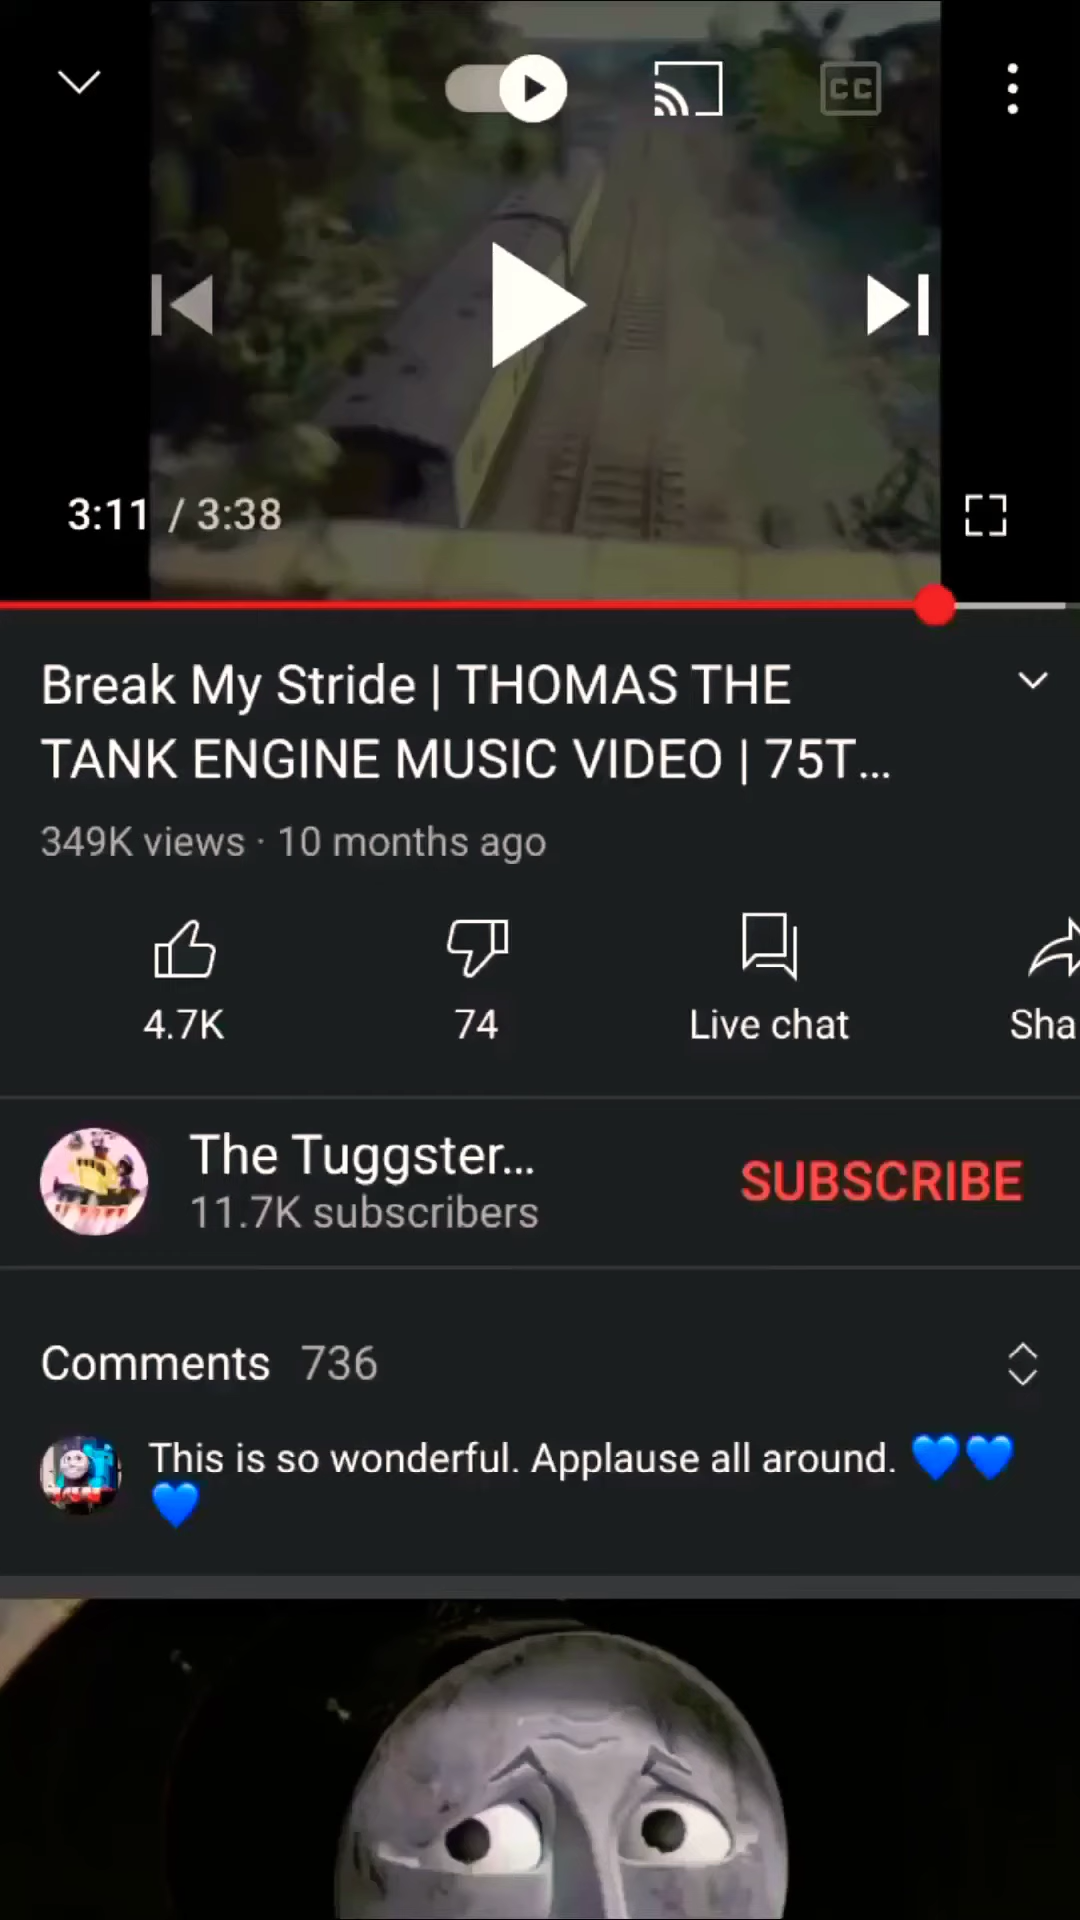 CC
3:11 / 3:38
Break My Stride | THOMAS THE
TANK ENGINE MUSIC VIDEO | 75T...
349K views · 10 months ago
4.7K
74
Live chat
Sha
The Tuggster...
11.7K subscribers
SUBSCRIBE
Comments 736
This is so wonderful. Applause all around. 💙💙
💙